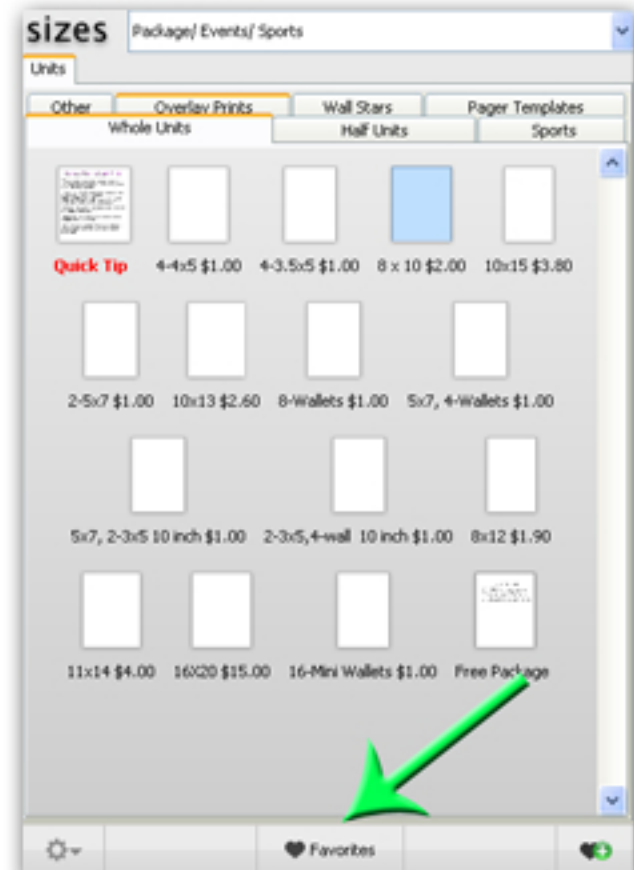 sizes Package/ Events/ Sports
Units
Other Overlay Prints Wall Stars Pager Templates
Whole Units Half Units Sports
Quick Tip 4-4x5 $1.00 4-3.5x5 $1.00 8 x 10 $2.00 10x15 $3.80
2-5x7 $1.00 10x13 $2.60 8-Wallets $1.00 5x7, 4-Wallets $1.00
5x7, 2-3x5 10 inch $1.00 2-3x5,4-wall 10 inch $1.00 8x12 $1.90
11x14 $4.00 16X20 $15.00 16-Mini Wallets $1.00 Free Package
Favorites